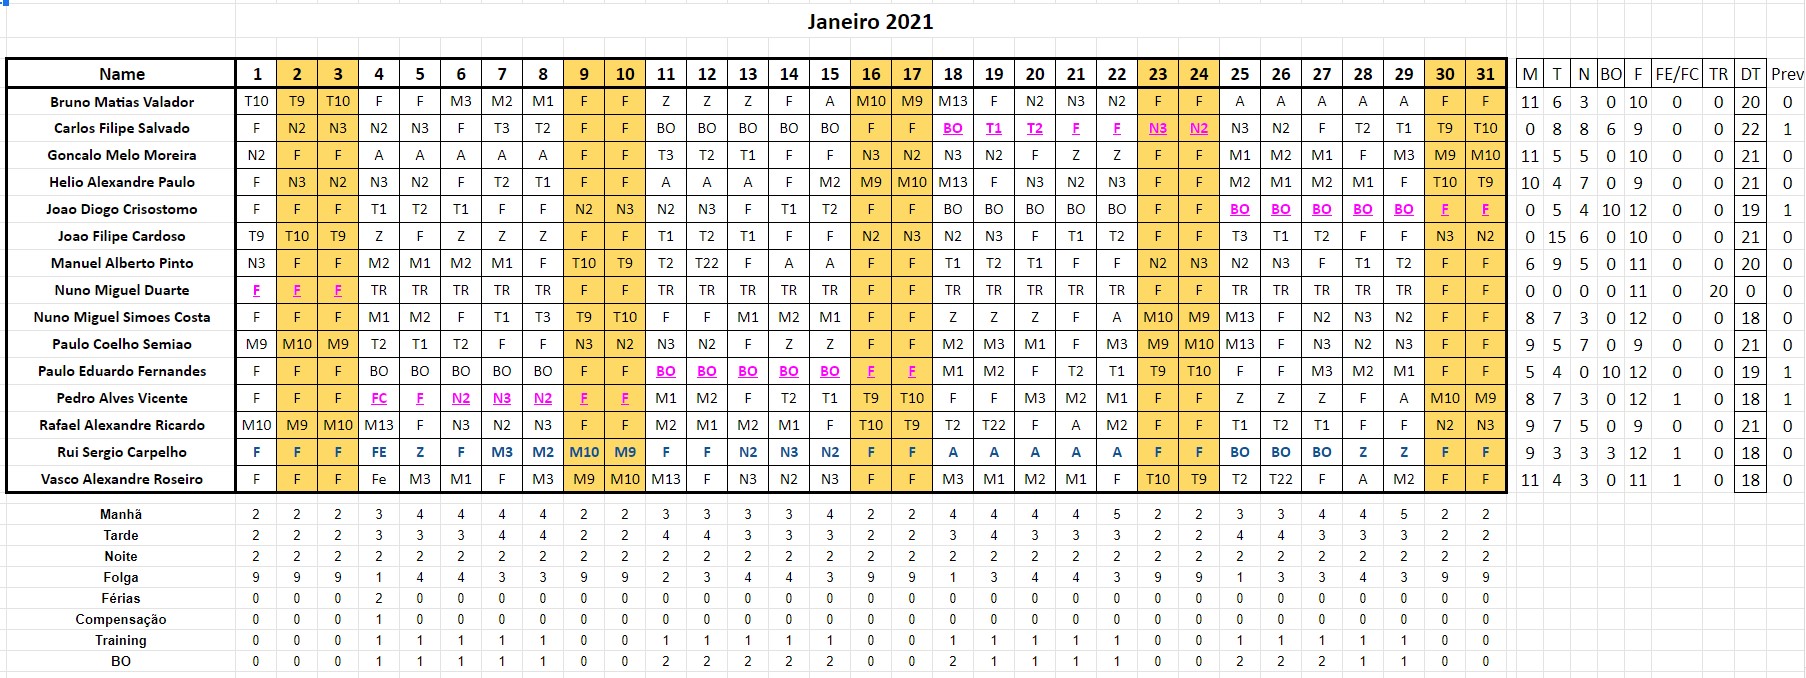 Janeiro 2021
Name 1 2 3 4 5 6 7 8 9 10 11 12 13 14 15 16 17 18 19 20 21 22 23 24 25 26 27 28 29 30 31 M T N BO F FE/FC TR DT Prev
Bruno Matias Valador T10 T9 T10 F F M3 M2 M1 F F Z Z Z F A M10 M9 M13 F N2 N3 N2 F F A A A A A F F 11 6 3 0 10 0 0 20 0
Carlos Filipe Salvado F N2 N3 N2 N3 F T3 T2 F F BO BO BO BO BO F F BO T1 T2 F F N3 N2 N3 N2 F T2 T1 T9 T10 0 8 8 6 9 0 0 22 1
Goncalo Melo Moreira N2 F F A A A A A F F T3 T2 T1 F F N3 N2 N3 N2 F Z Z F F M1 M2 M1 F M3 M9 M10 11 5 5 0 10 0 0 21 0
Helio Alexandre Paulo F N3 N2 N3 N2 F T2 T1 F F A A A F M2 M9 M10 M13 F N3 N2 N3 F F M2 M1 M2 M1 F T10 T9 10 4 7 0 9 0 0 21 0
Joao Diogo Crisostomo F F F T1 T2 T1 F F N2 N3 N2 N3 F T1 T2 F F BO BO BO BO BO F F BO BO BO BO BO F F 0 5 4 10 12 0 0 19 1
Joao Filipe Cardoso T9 T10 T9 Z F Z Z Z F F T1 T2 T1 F F N2 N3 N2 N3 F T1 T2 F F T3 T1 T2 F F N3 N2 0 15 6 0 10 0 0 21 0
Manuel Alberto Pinto N3 F F M2 M1 M2 M1 F T10 T9 T2 T22 F A A F F T1 T2 T1 F F N2 N3 N2 N3 F T1 T2 F F 6 9 5 0 11 0 0 20 0
Nuno Miguel Duarte F F F TR TR TR TR TR F F TR TR TR TR TR F F TR TR TR TR TR F F TR TR TR TR TR F F 0 0 0 0 11 0 20 0 0
Nuno Miguel Simoes Costa F F F M1 M2 F T1 T3 T9 T10 F F M1 M2 M1 F F Z Z Z F A M10 M9 M13 F N2 N3 N2 F F 8 7 3 0 12 0 0 18 0
Paulo Coelho Semiao M9 M10 M9 T2 T1 T2 F F N3 N2 N3 N2 F Z Z F F M2 M3 M1 F M3 M9 M10 M13 F N3 N2 N3 F F 9 5 7 0 9 0 0 21 0
Paulo Eduardo Fernandes F F F BO BO BO BO BO F F BO BO BO BO BO F F M1 M2 F T2 T1 T9 T10 F F M3 M2 M1 F F 5 4 0 10 12 0 0 19 1
Pedro Alves Vicente F F F FC F N2 N3 N2 F F M1 M2 F T2 T1 T9 T10 F F M3 M2 M1 F F Z Z Z F A M10 M9 8 7 3 0 12 1 0 18 1
Rafael Alexandre Ricardo M10 M9 M10 M13 F N3 N2 N3 F F M2 M1 M2 M1 F T10 T9 T2 T22 F A M2 F F T1 T2 T1 F F N2 N3 9 7 5 0 9 0 0 21 0
Rui Sergio Carpelho F F F FE Z F M3 M2 M10 M9 F F N2 N3 N2 F F A A A A A F F BO BO BO Z Z F F 9 3 3 3 12 1 0 18 0
Vasco Alexandre Roseiro F F F Fe M3 M1 F M3 M9 M10 M13 F N3 N2 N3 F F M3 M1 M2 M1 F T10 T9 T2 T22 F A M2 F F 11 4 3 0 11 1 0 18 0
Manhã 2 2 2 3 4 4 4 4 2 2 3 3 3 3 4 2 2 4 4 4 4 5 2 2 3 3 4 4 5 2 2
Tarde 2 2 2 3 3 3 4 4 2 2 4 4 3 3 3 2 2 3 4 3 3 3 2 2 4 4 3 3 3 2 2
Noite 2 2 2 2 2 2 2 2 2 2 2 2 2 2 2 2 2 2 2 2 2 2 2 2 2 2 2 2 2 2 2
Folga 9 9 9 1 4 4 3 3 9 9 2 3 4 4 3 9 9 1 3 4 4 3 9 9 1 3 3 4 3 9 9
Férias 0 0 0 2 0 0 0 0 0 0 0 0 0 0 0 0 0 0 0 0 0 0 0 0 0 0 0 0 0 0 0
Compensação 0 0 0 1 0 0 0 0 0 0 0 0 0 0 0 0 0 0 0 0 0 0 0 0 0 0 0 0 0 0 0
Training 0 0 0 1 1 1 1 1 0 0 1 1 1 1 1 0 0 1 1 1 1 1 0 0 1 1 1 1 1 0 0
BO 0 0 0 1 1 1 1 1 0 0 2 2 2 2 2 0 0 2 1 1 1 1 0 0 2 2 2 1 1 0 0